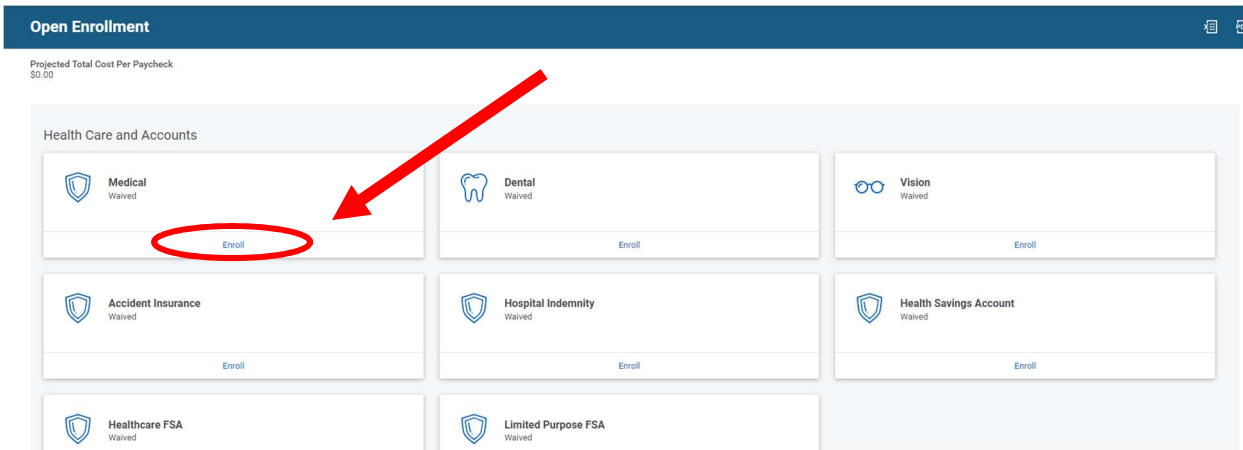 Open Enrollment
Projected Total Cost Per Paycheck
$0.00
Health Care and Accounts
Medical
Waived
Enroll
Dental
Waived
Enroll
Vision
Waived
Enroll
Accident Insurance
Waived
Enroll
Hospital Indemnity
Waived
Enroll
Health Savings Account
Waived
Enroll
Healthcare FSA
Waived
Limited Purpose FSA
Waived